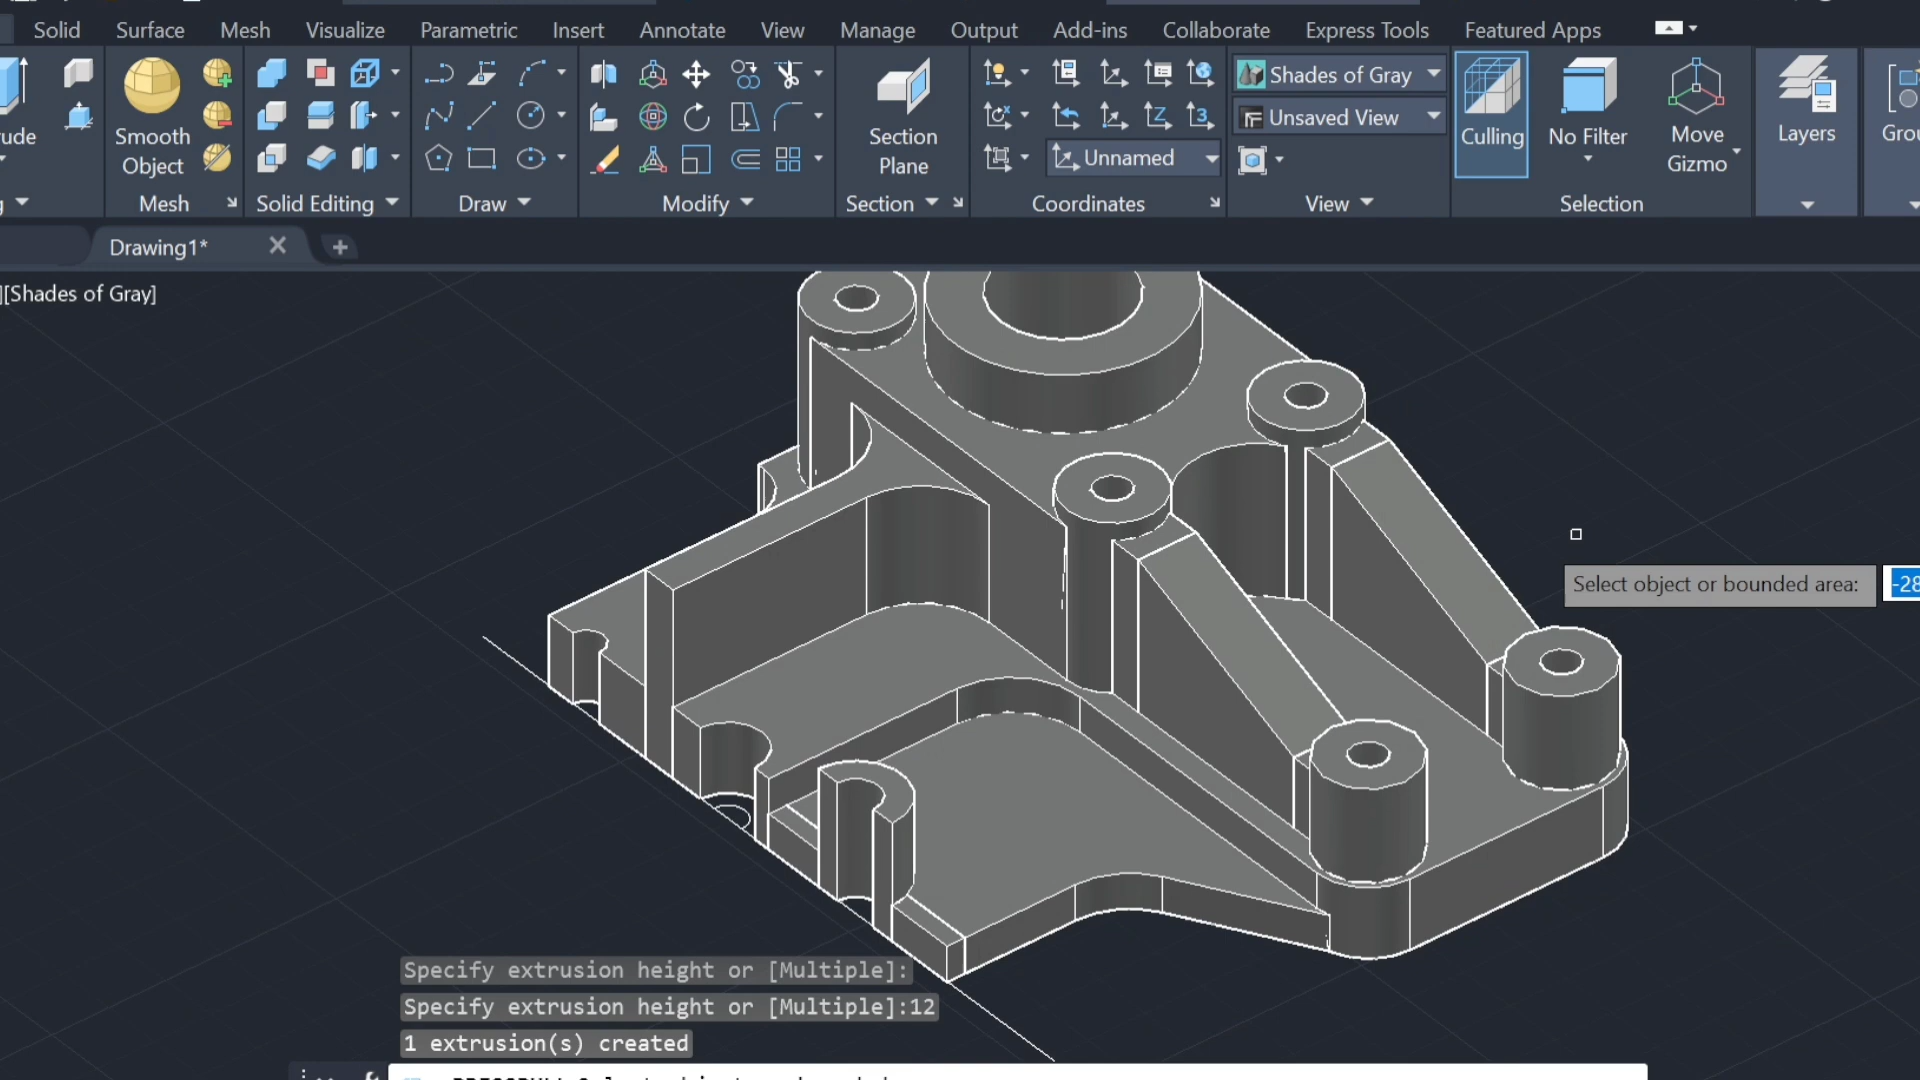 Solid Surface Mesh Visualize Parametric Insert Annotate View Manage Output Add-ins Collaborate Express Tools Featured Apps
Smooth Object
Section Plane
Shades of Gray
Unsaved View
Unnamed
Culling
No Filter
Move Gizmo
Layers
Mesh Solid Editing Draw Modify Section Coordinates View Selection
Drawing1*
][Shades of Gray]
Select object or bounded area: -28
Specify extrusion height or [Multiple]:
Specify extrusion height or [Multiple]:12
1 extrusion(s) created